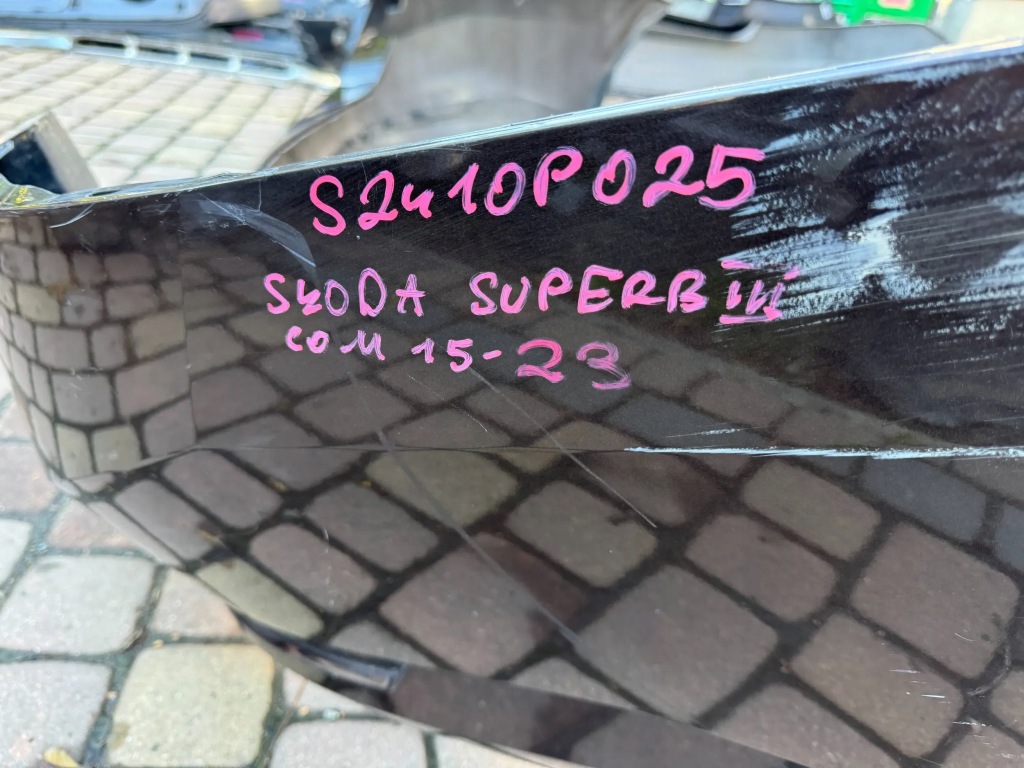 S2410P025
SKODA SUPERB III
COM 15-23